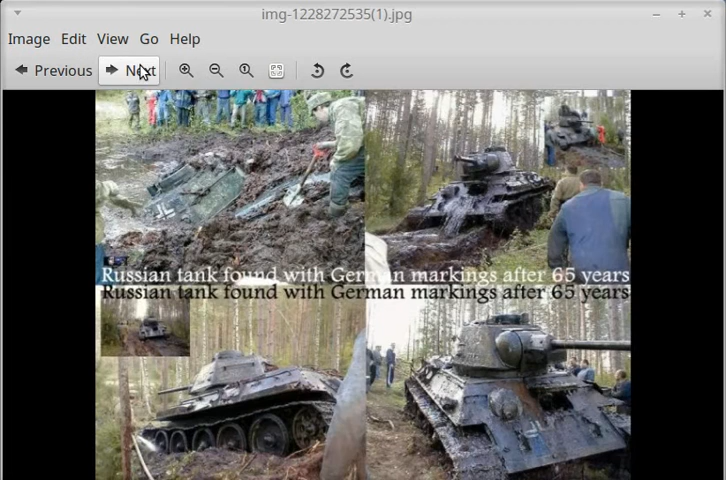 img-1228272535(1).jpg
Image Edit View Go Help
Previous Next
Russian tank found with German markings after 65 years
Russian tank found with German markings after 65 years